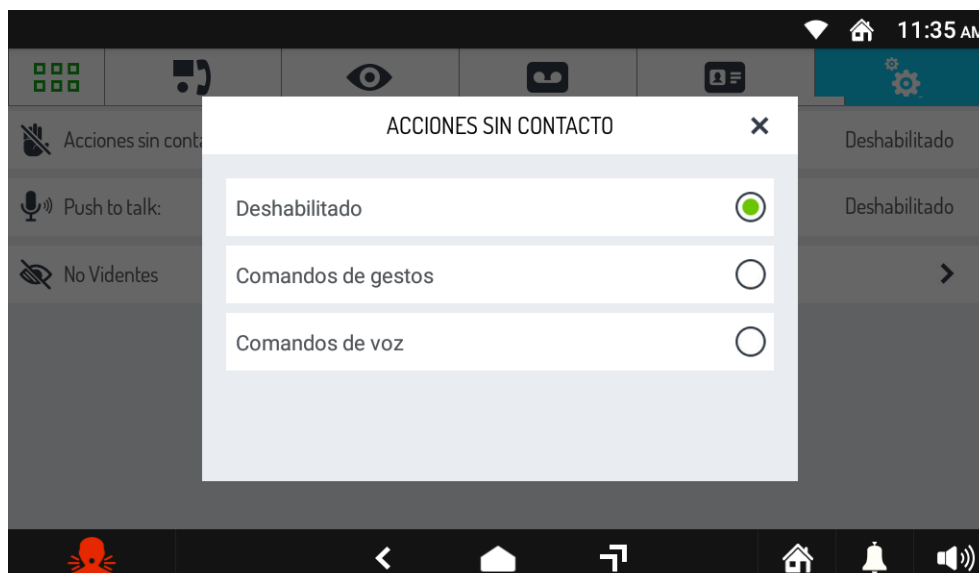 11:35 AM
ACCIONES SIN CONTACTO
Acciones sin conta
Deshabilitado
Push to talk:
Deshabilitado
No Videntes
Deshabilitado
Comandos de gestos
Comandos de voz